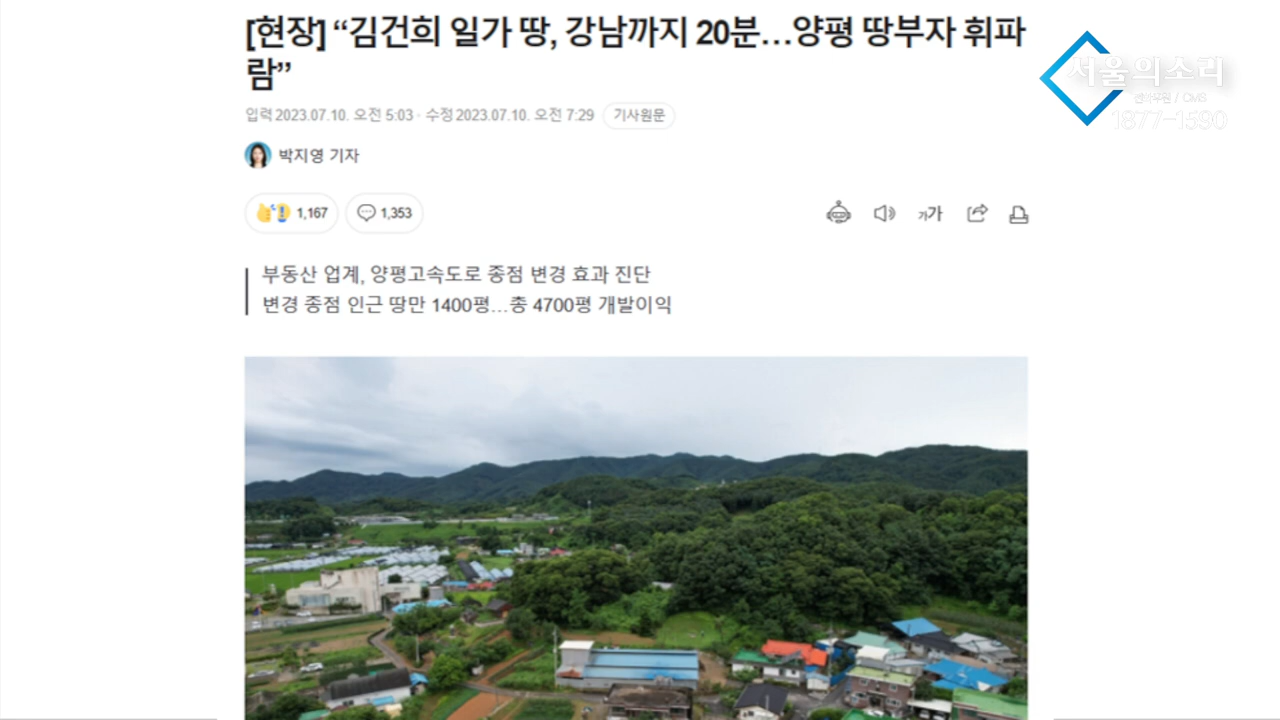 [현장] “김건희 일가 땅, 강남까지 20분…양평 땅부자 휘파
람”
서울의소리
1877-1590
입력 2023.07.10. 오전 5:03 · 수정 2023.07.10. 오전 7:29 기사원문
박지영 기자
1,167 1,353
가가
부동산 업계, 양평고속도로 종점 변경 효과 진단
변경 종점 인근 땅만 1400평…총 4700평 개발이익